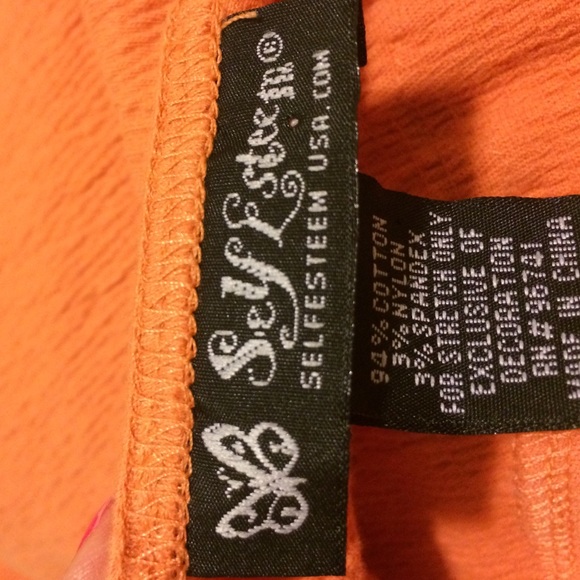 Self Esteem®
SELFESTEEM USA.COM
94% COTTON
3% NYLON
3% SPANDEX
FOR STRETCH ONLY
EXCLUSIVE OF
DECORATION
RN# 96741
MADE IN CHINA